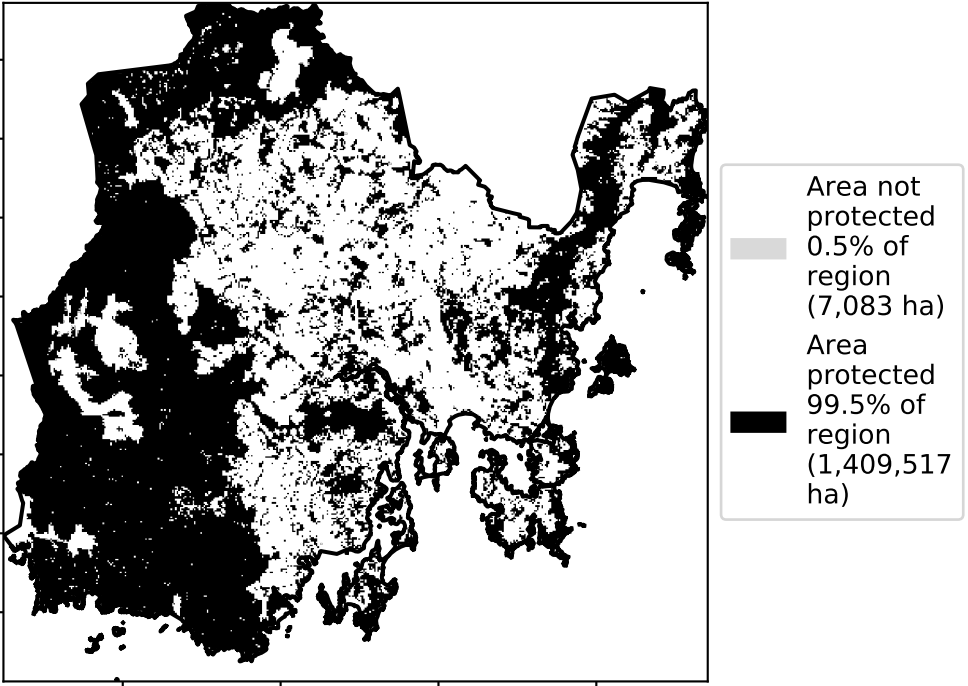 Area not
protected
0.5% of
region
(7,083 ha)
Area
protected
99.5% of
region
(1,409,517
ha)